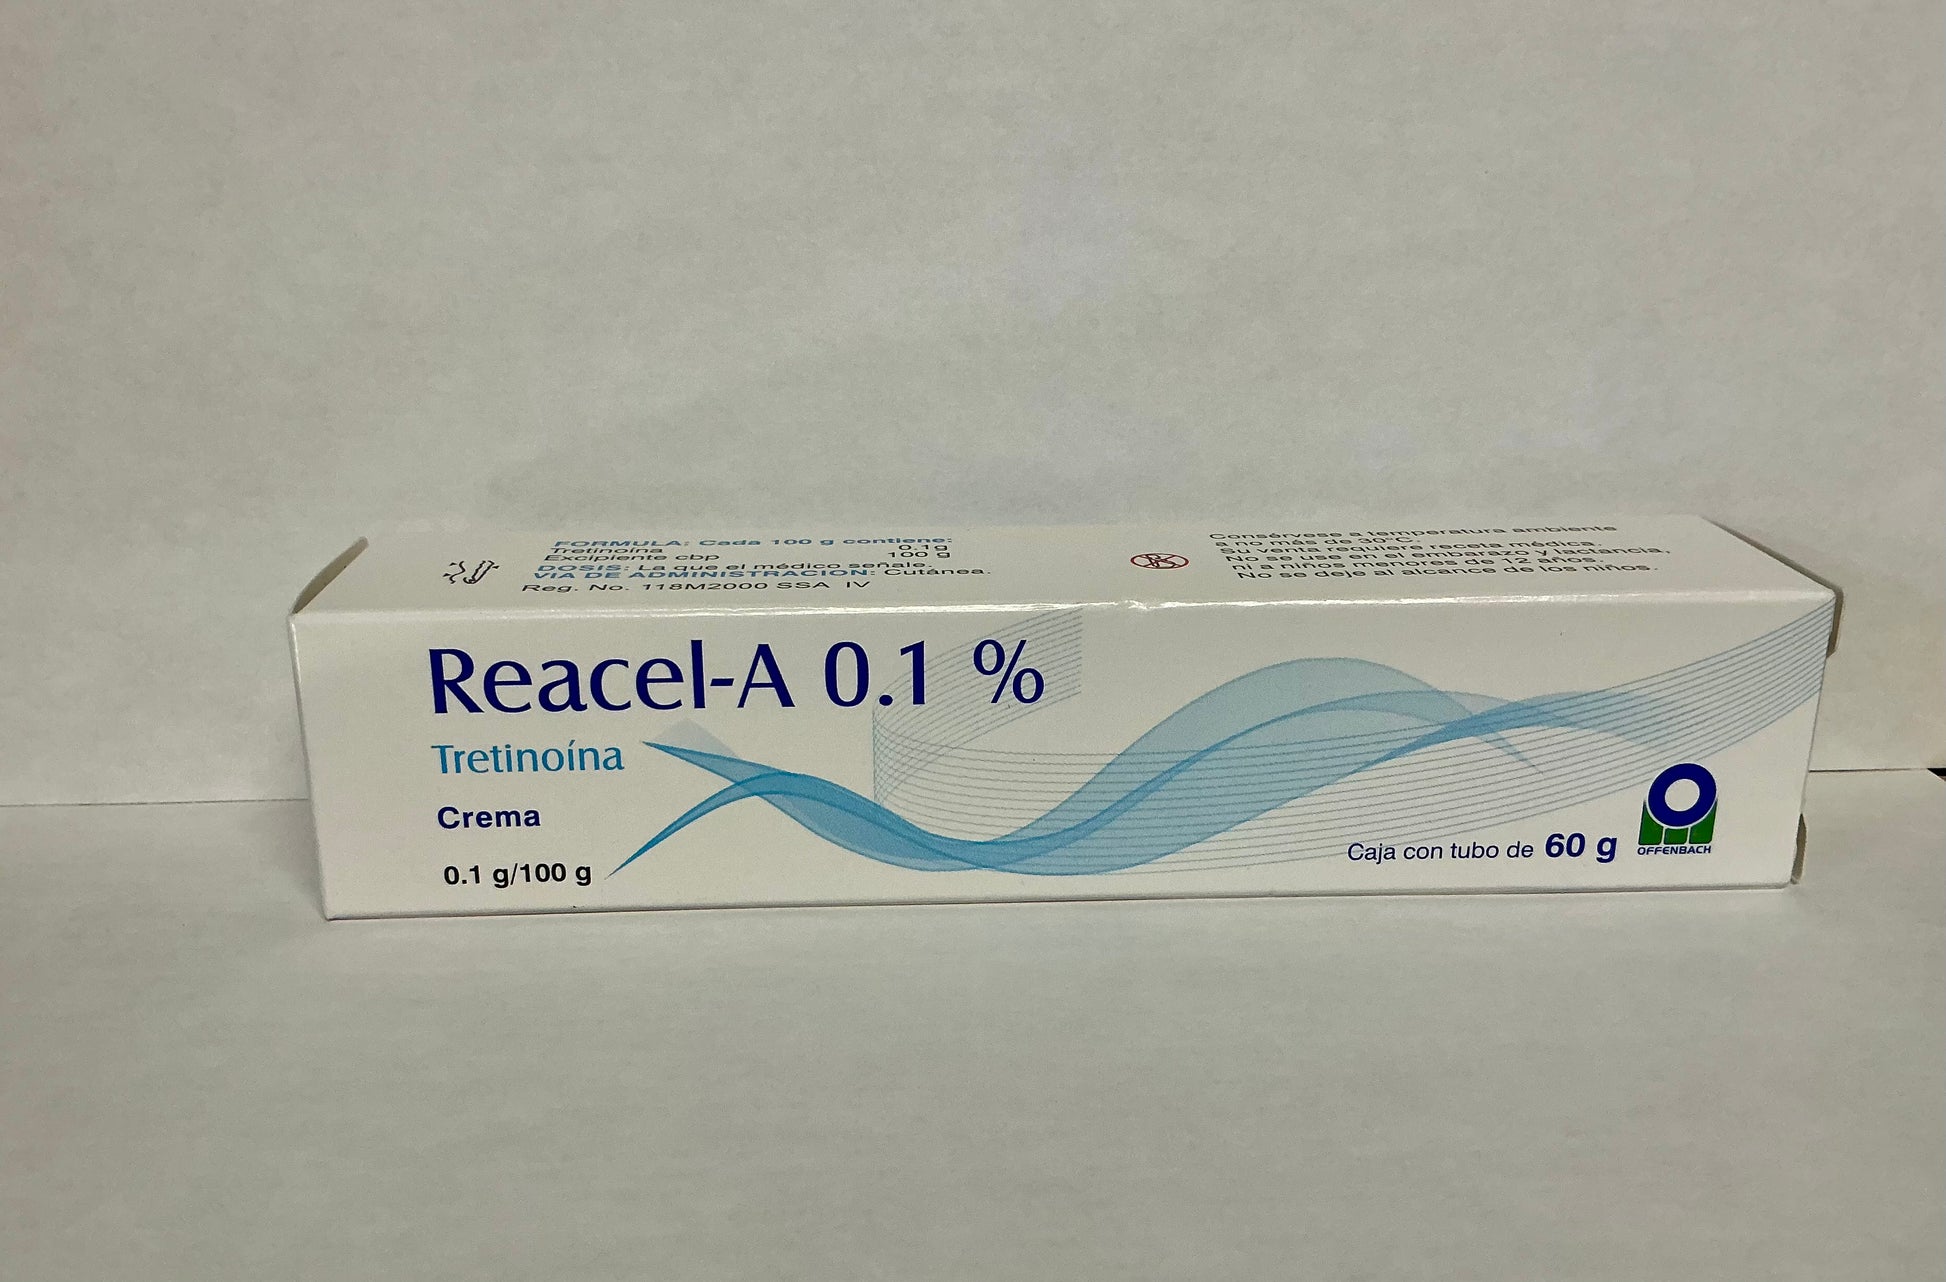 FORMULA: Cada 100 g contiene:
Tretinoína 0.1g
Excipiente cbp 100 g
DOSIS: La que el médico señale.
VIA DE ADMINISTRACION: Cutánea.
Reg. No. 118M2000 SSA IV
Consérvese a temperatura ambiente
a no más de 30°C.
Su venta requiere receta médica.
No se use en el embarazo y lactancia,
ni a niños menores de 12 años.
No se deje al alcance de los niños.
Reacel-A 0.1 %
Tretinoína
Crema
0.1 g/100 g
Caja con tubo de 60 g
OFFENBACH